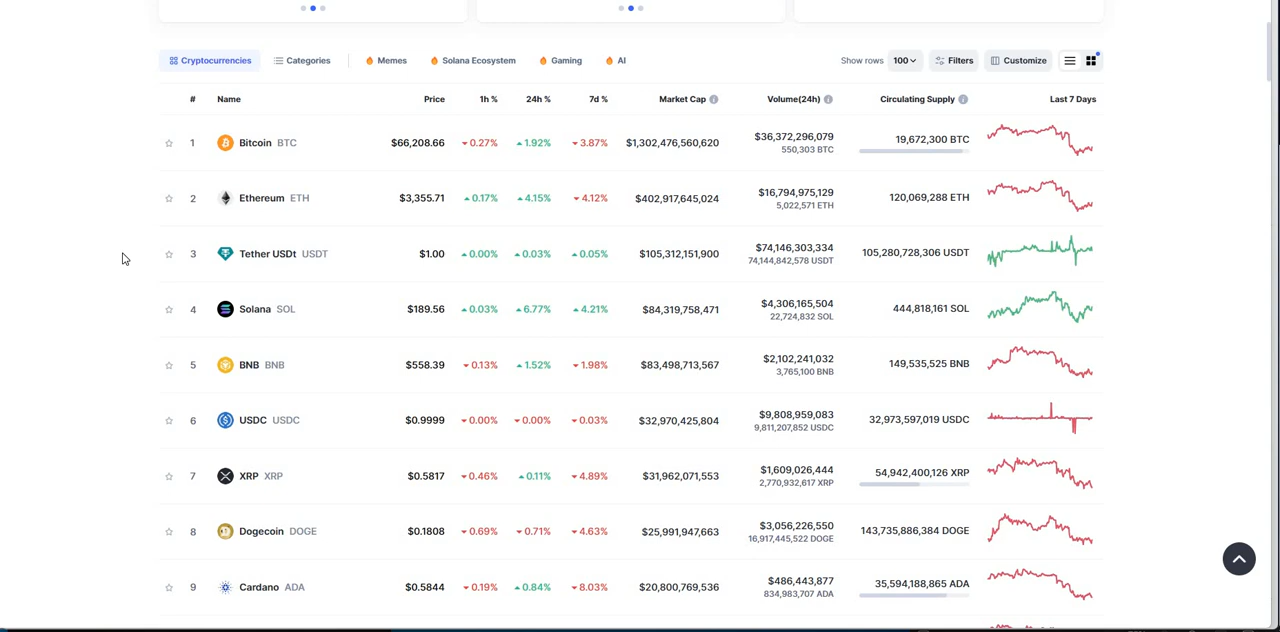 Cryptocurrencies Categories Memes Solana Ecosystem Gaming AI Show rows 100 Filters Customize
# Name Price 1h % 24h % 7d % Market Cap Volume(24h) Circulating Supply Last 7 Days
1 Bitcoin BTC $66,208.66 0.27% 1.92% 3.87% $1,302,476,560,620 $36,372,296,079 19,672,300 BTC
550,303 BTC
2 Ethereum ETH $3,355.71 0.17% 4.15% 4.12% $402,917,645,024 $16,794,975,129 120,069,288 ETH
5,022,571 ETH
3 Tether USDt USDT $1.00 0.00% 0.03% 0.05% $105,312,151,900 $74,146,303,334 105,280,728,306 USDT
74,144,842,578 USDT
4 Solana SOL $189.56 0.03% 6.77% 4.21% $84,319,758,471 $4,306,165,504 444,818,161 SOL
22,724,832 SOL
5 BNB BNB $558.39 0.13% 1.52% 1.98% $83,498,713,567 $2,102,241,032 149,535,525 BNB
3,765,100 BNB
6 USDC USDC $0.9999 0.00% 0.00% 0.03% $32,970,425,804 $9,808,959,083 32,973,597,019 USDC
9,811,207,852 USDC
7 XRP XRP $0.5817 0.46% 0.11% 4.89% $31,962,071,553 $1,609,026,444 54,942,400,126 XRP
2,770,932,617 XRP
8 Dogecoin DOGE $0.1808 0.69% 0.71% 4.63% $25,991,947,663 $3,056,226,550 143,735,886,384 DOGE
16,917,445,522 DOGE
9 Cardano ADA $0.5844 0.19% 0.84% 8.03% $20,800,769,536 $486,443,877 35,594,188,865 ADA
834,983,707 ADA